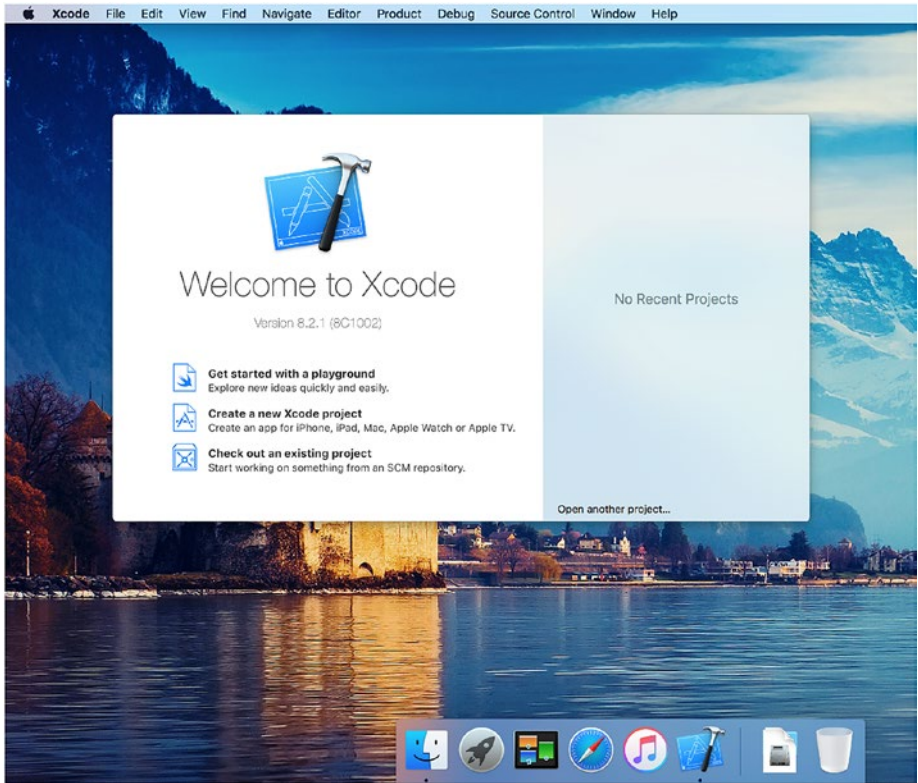 Xcode File Edit View Find Navigate Editor Product Debug Source Control Window Help
Welcome to Xcode
Version 8.2.1 (8C1002)
Get started with a playground
Explore new ideas quickly and easily.
Create a new Xcode project
Create an app for iPhone, iPad, Mac, Apple Watch or Apple TV.
Check out an existing project
Start working on something from an SCM repository.
No Recent Projects
Open another project...